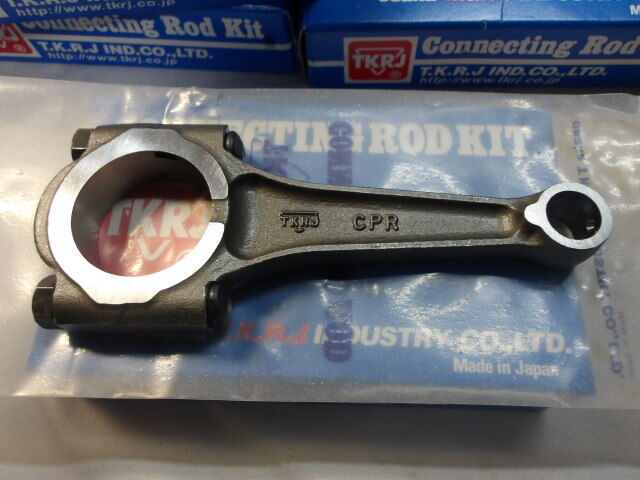 Connecting Rod Kit
TKRJ
T.K.R.J IND.CO.,LTD.
http://www.tkrj.co.jp
Connecting Rod
TKRJ
T.K.R.J IND.CO.,LTD.
http://www.tkrj.co.jp
CTING ROD KIT
TKRJ
TKRJ CPR
T.K.R.J INDUSTRY CO.,LTD.
Made in Japan